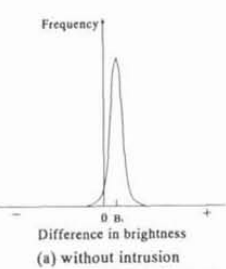 Frequency
0 B.
− +
Difference in brightness
(a) without intrusion